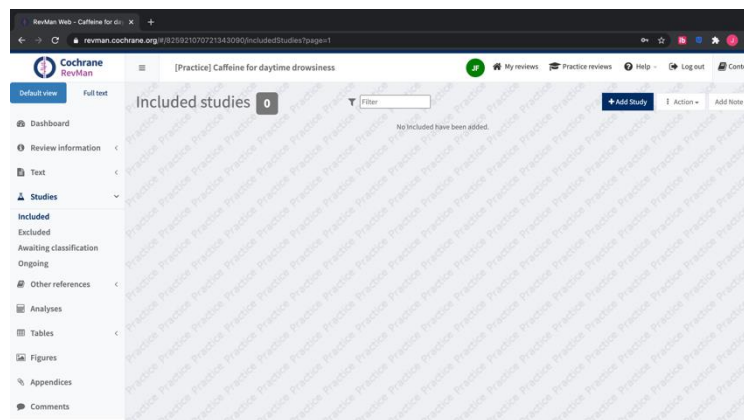 RevMan Web - Caffeine for day
revman.cochrane.org/#/825921070721343090/includedStudies?page=1
Cochrane
RevMan
[Practice] Caffeine for daytime drowsiness
JF
My reviews
Practice reviews
Help
Log out
Cont
Default view
Full text
Included studies 0
Filter
+Add Study
Action
Add Note
No Included have been added.
Dashboard
Review information
Text
Studies
Included
Excluded
Awaiting classification
Ongoing
Other references
Analyses
Tables
Figures
Appendices
Comments
Practice